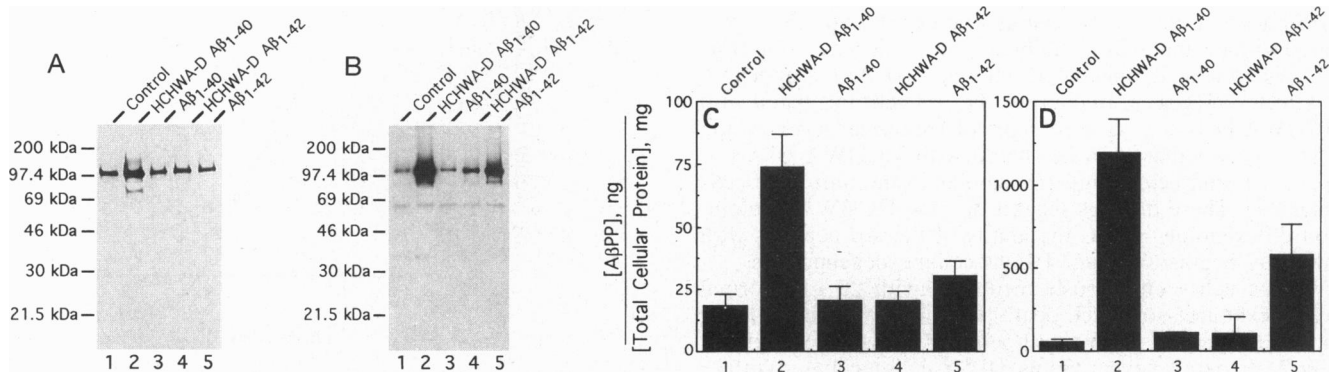 A
Control
HCHWA-D Aβ1-40
Aβ1-40
HCHWA-D Aβ1-42
Aβ1-42
200 kDa
97.4 kDa
69 kDa
46 kDa
30 kDa
21.5 kDa
1 2 3 4 5
B
Control
HCHWA-D Aβ1-40
Aβ1-40
HCHWA-D Aβ1-42
Aβ1-42
200 kDa
97.4 kDa
69 kDa
46 kDa
30 kDa
21.5 kDa
1 2 3 4 5
[AβPP], ng
[Total Cellular Protein], mg
Control
HCHWA-D Aβ1-40
Aβ1-40
HCHWA-D Aβ1-42
Aβ1-42
C
100
75
50
25
0
1 2 3 4 5
Control
HCHWA-D Aβ1-40
Aβ1-40
HCHWA-D Aβ1-42
Aβ1-42
D
1500
1000
500
0
1 2 3 4 5